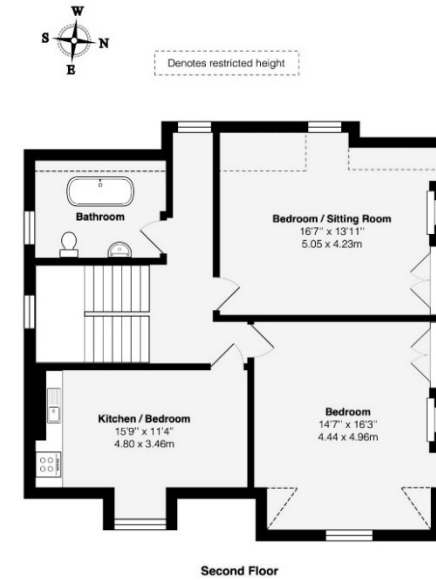 W
S
N
E
Denotes restricted height
Bathroom
Bedroom / Sitting Room
16'7" x 13'11"
5.05 x 4.23m
Kitchen / Bedroom
15'9" x 11'4"
4.80 x 3.46m
Bedroom
14'7" x 16'3"
4.44 x 4.96m
Second Floor